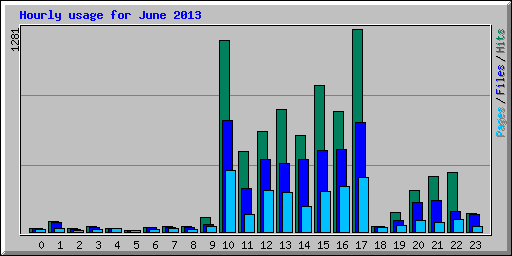 Hourly usage for June 2013
1281
Pages / Files / Hits
0 1 2 3 4 5 6 7 8 9 10 11 12 13 14 15 16 17 18 19 20 21 22 23